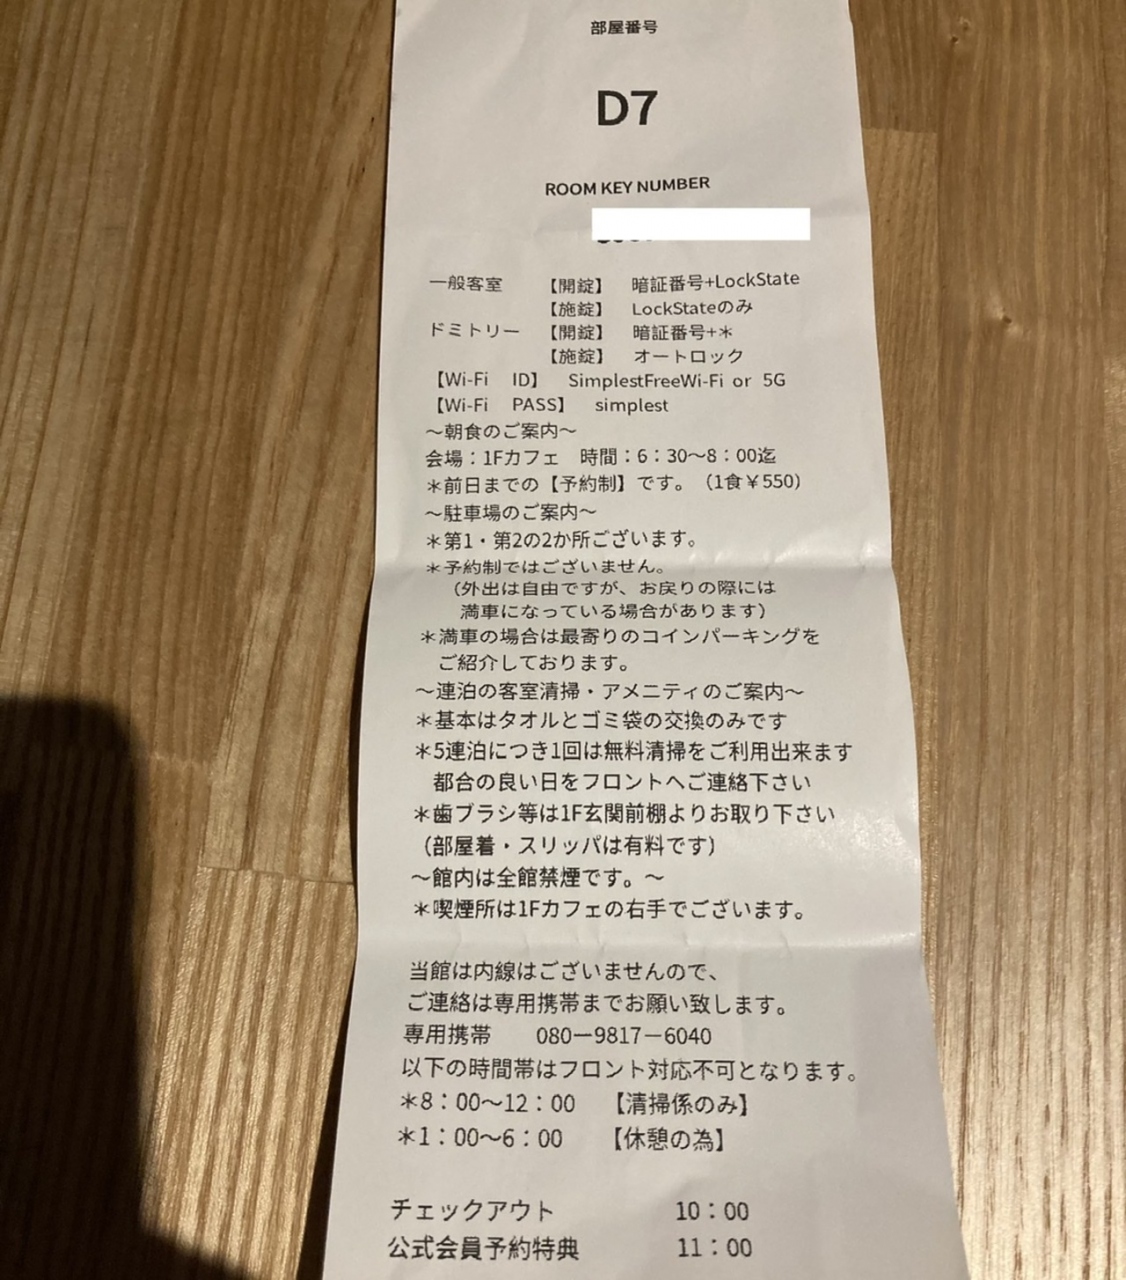 部屋番号
D7
ROOM KEY NUMBER
一般客室 【開錠】 暗証番号+LockState
【施錠】 LockStateのみ
ドミトリー 【開錠】 暗証番号+＊
【施錠】 オートロック
【Wi-Fi ID】 SimplestFreeWi-Fi or 5G
【Wi-Fi PASS】 simplest
～朝食のご案内～
会場：1Fカフェ 時間：6：30～8：00迄
＊前日までの【予約制】です。（1食￥550）
～駐車場のご案内～
＊第1・第2の2か所ございます。
＊予約制ではございません。
（外出は自由ですが、お戻りの際には
満車になっている場合があります）
＊満車の場合は最寄りのコインパーキングを
ご紹介しております。
～連泊の客室清掃・アメニティのご案内～
＊基本はタオルとゴミ袋の交換のみです
＊5連泊につき1回は無料清掃をご利用出来ます
都合の良い日をフロントへご連絡下さい
＊歯ブラシ等は1F玄関前棚よりお取り下さい
（部屋着・スリッパは有料です）
～館内は全館禁煙です。～
＊喫煙所は1Fカフェの右手でございます。
当館は内線はございませんので、
ご連絡は専用携帯までお願い致します。
専用携帯 080ー9817－6040
以下の時間帯はフロント対応不可となります。
＊8：00～12：00 【清掃係のみ】
＊1：00～6：00 【休憩の為】
チェックアウト 10：00
公式会員予約特典 11：00